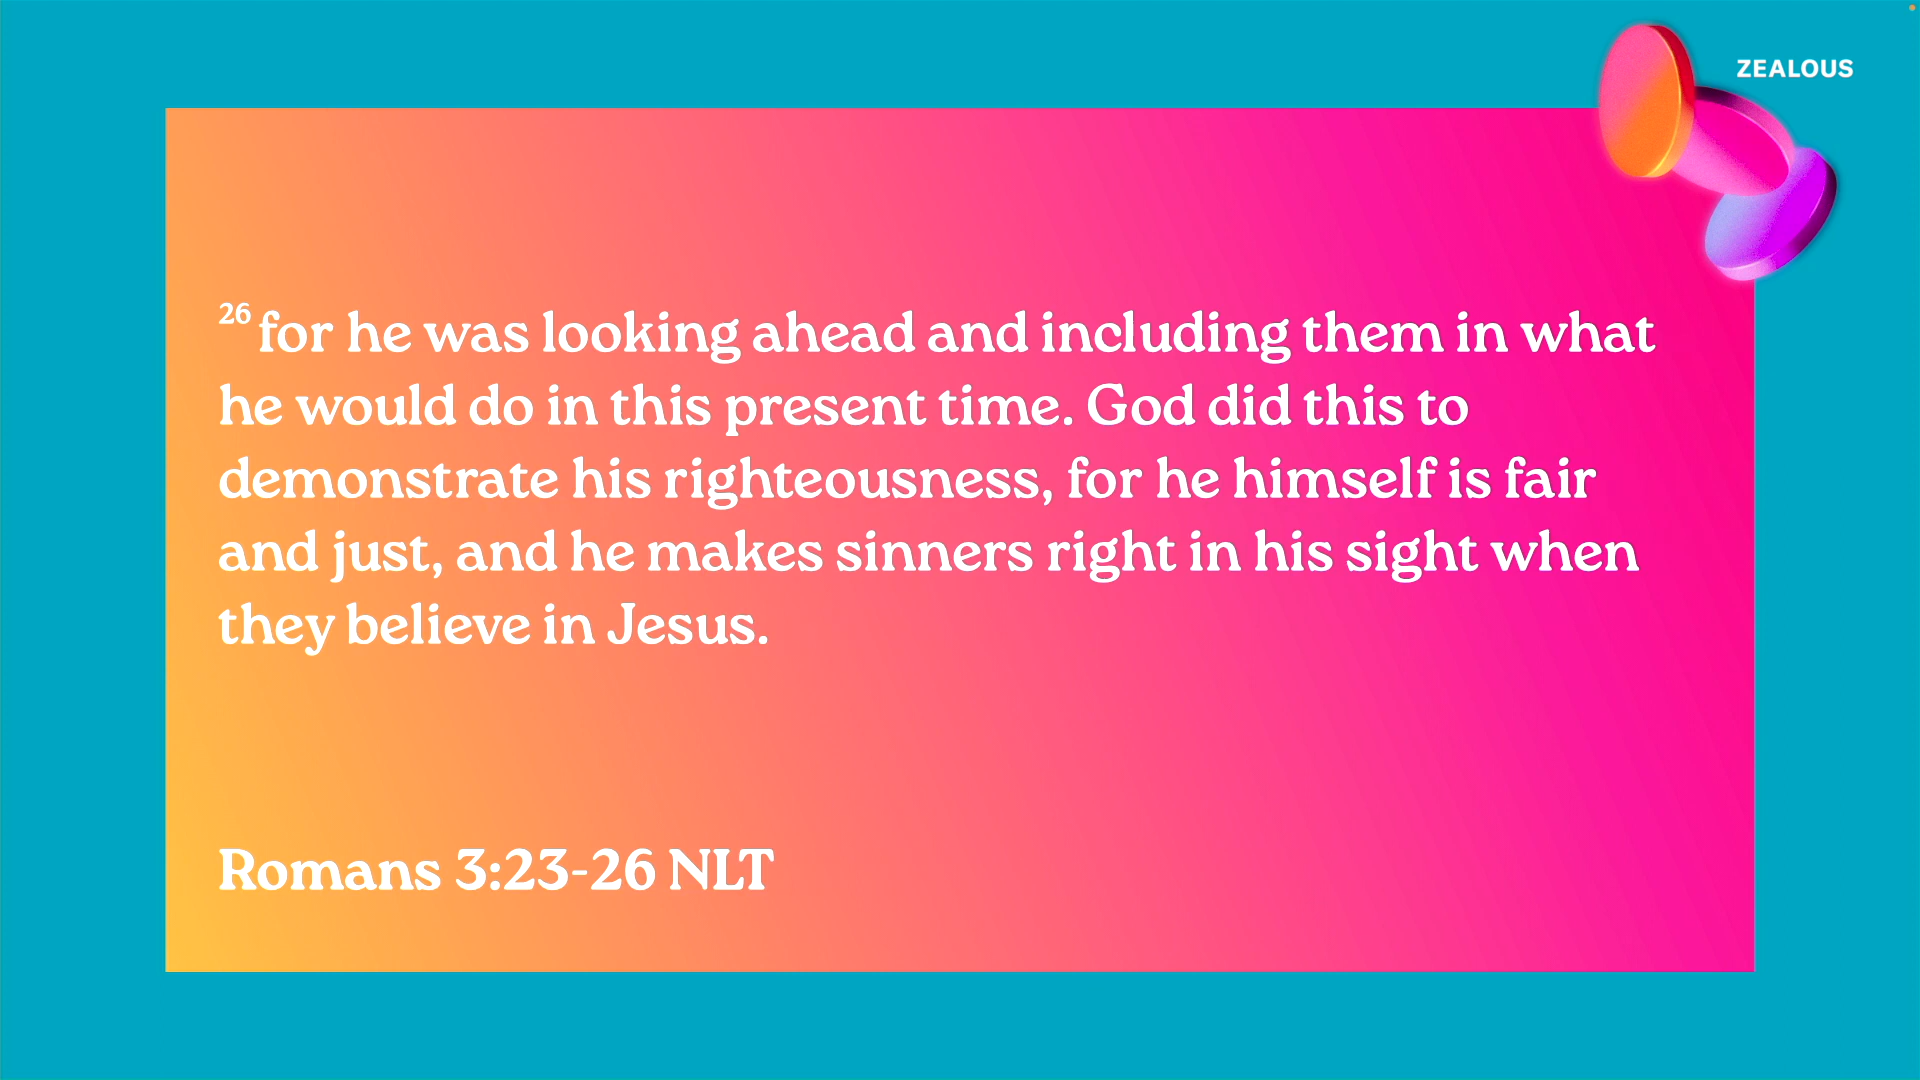 ZEALOUS
26 for he was looking ahead and including them in what
he would do in this present time. God did this to
demonstrate his righteousness, for he himself is fair
and just, and he makes sinners right in his sight when
they believe in Jesus.
Romans 3:23-26 NLT